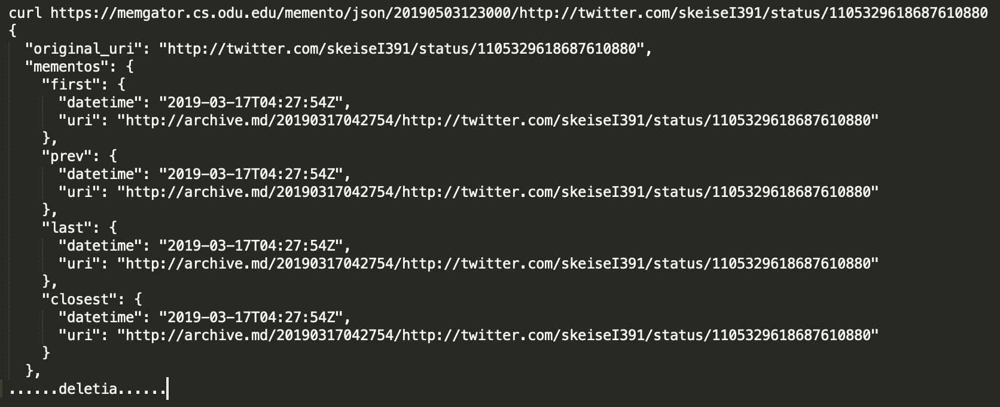 curl https://memgator.cs.odu.edu/memento/json/20190503123000/http://twitter.com/skeiseI391/status/1105329618687610880
{
  "original_uri": "http://twitter.com/skeiseI391/status/1105329618687610880",
  "mementos": {
    "first": {
      "datetime": "2019-03-17T04:27:54Z",
      "uri": "http://archive.md/20190317042754/http://twitter.com/skeiseI391/status/1105329618687610880"
    },
    "prev": {
      "datetime": "2019-03-17T04:27:54Z",
      "uri": "http://archive.md/20190317042754/http://twitter.com/skeiseI391/status/1105329618687610880"
    },
    "last": {
      "datetime": "2019-03-17T04:27:54Z",
      "uri": "http://archive.md/20190317042754/http://twitter.com/skeiseI391/status/1105329618687610880"
    },
    "closest": {
      "datetime": "2019-03-17T04:27:54Z",
      "uri": "http://archive.md/20190317042754/http://twitter.com/skeiseI391/status/1105329618687610880"
    }
  },
......deletia......